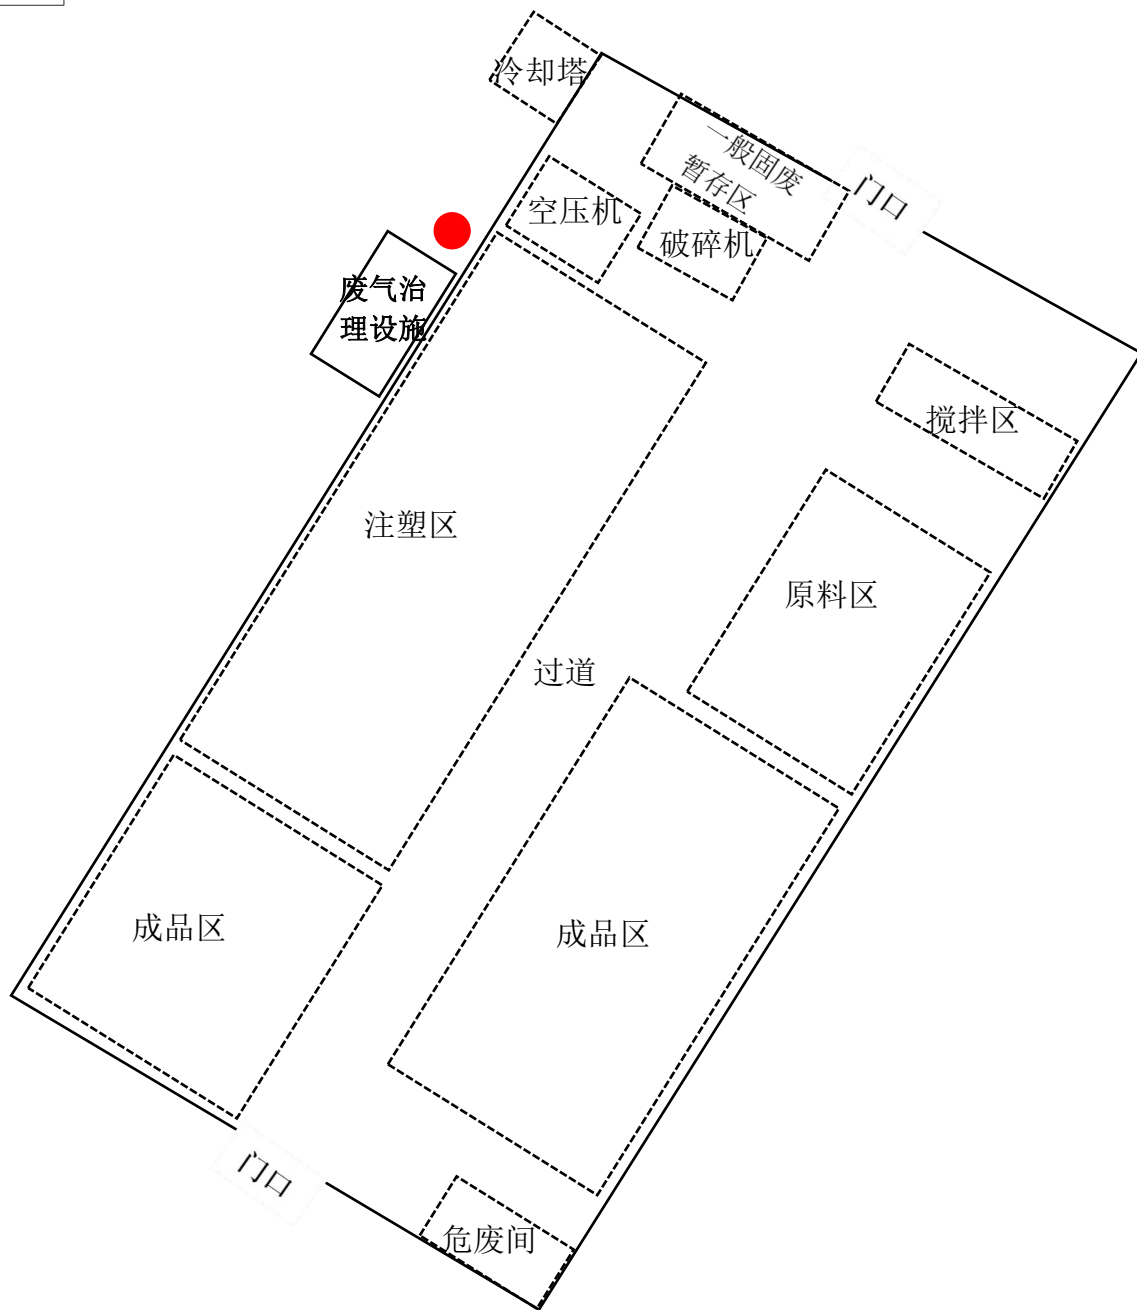 冷却塔
一般固废
暂存区
门口
空压机
破碎机
废气治
理设施
搅拌区
注塑区
原料区
过道
成品区
成品区
门口
危废间